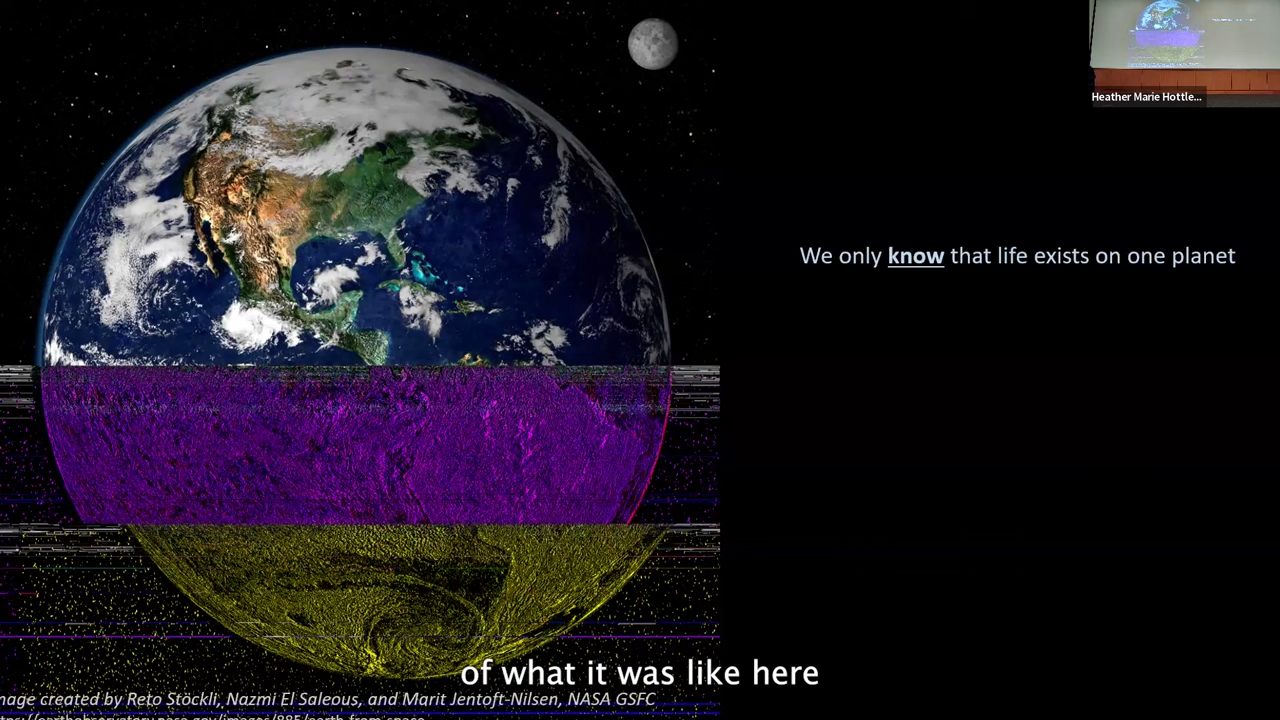 Heather Marie Hottle...
We only know that life exists on one planet
of what it was like here
mage created by Reto Stöckli, Nazmi El Saleous, and Marit Jentoft-Nilsen, NASA GSFC